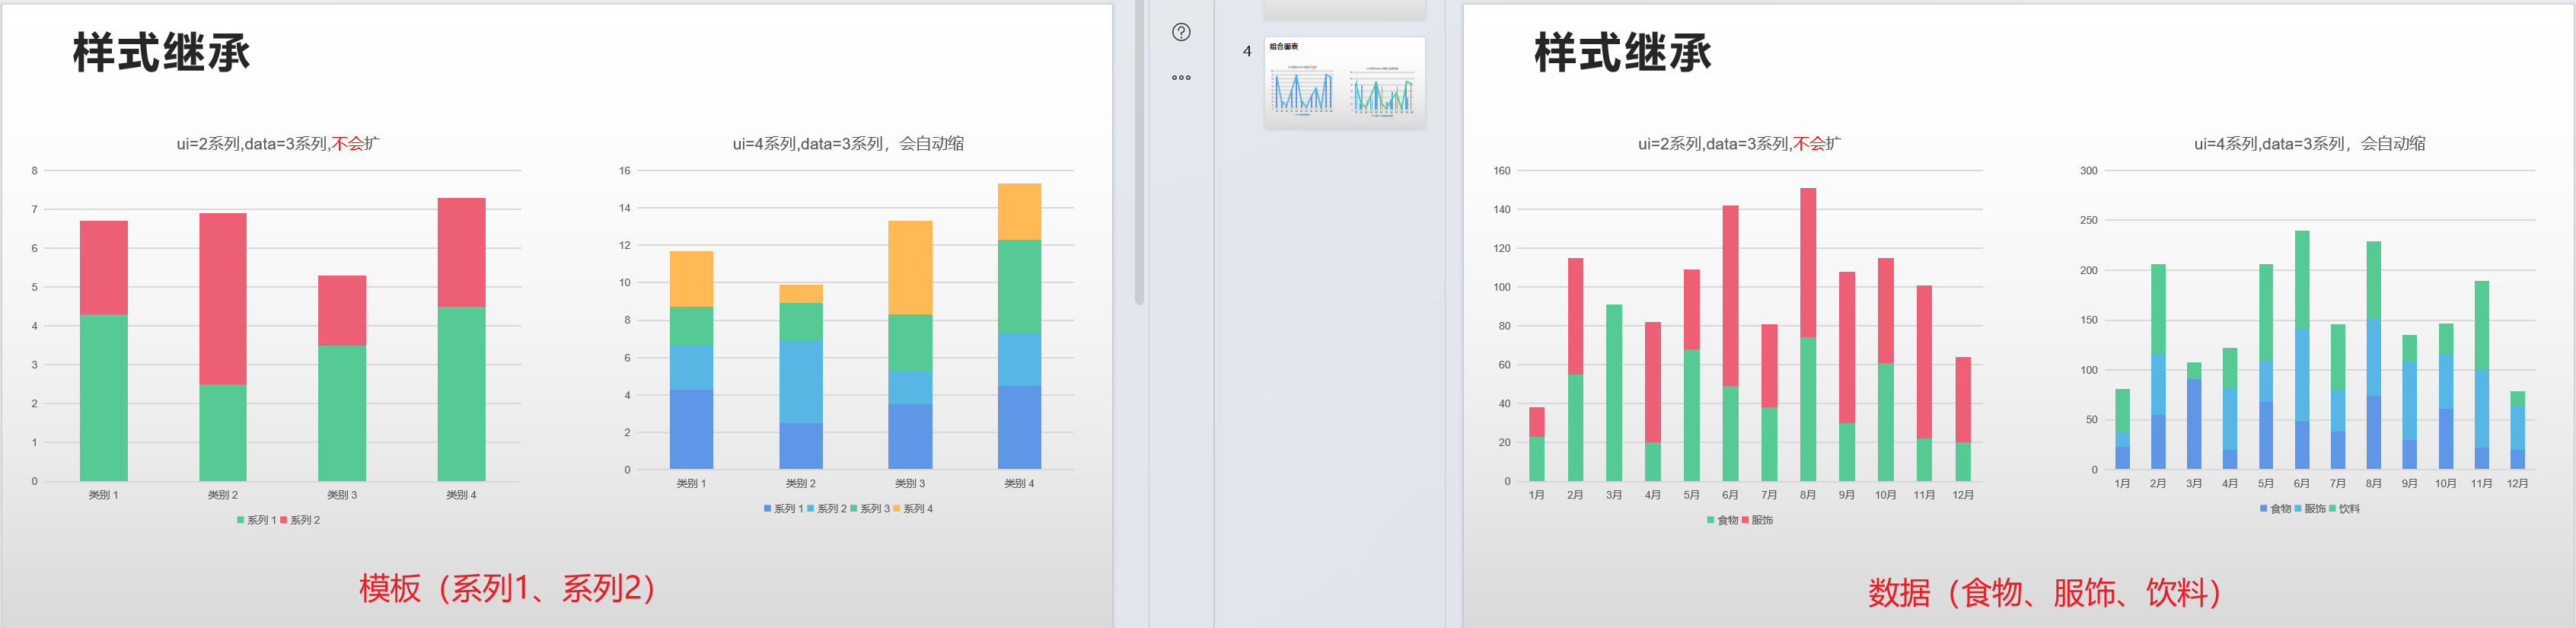 样式继承
ui=2系列,data=3系列,不会扩
8
7
6
5
4
3
2
1
0
类别 1 类别 2 类别 3 类别 4
系列 1 系列 2
ui=4系列,data=3系列，会自动缩
16
14
12
10
8
6
4
2
0
类别 1 类别 2 类别 3 类别 4
系列 1 系列 2 系列 3 系列 4
模板（系列1、系列2）
?
4
组合图表
样式继承
ui=2系列,data=3系列,不会扩
160
140
120
100
80
60
40
20
0
1月 2月 3月 4月 5月 6月 7月 8月 9月 10月 11月 12月
食物 服饰
ui=4系列,data=3系列，会自动缩
300
250
200
150
100
50
0
1月 2月 3月 4月 5月 6月 7月 8月 9月 10月 11月 12月
食物 服饰 饮料
数据（食物、服饰、饮料）